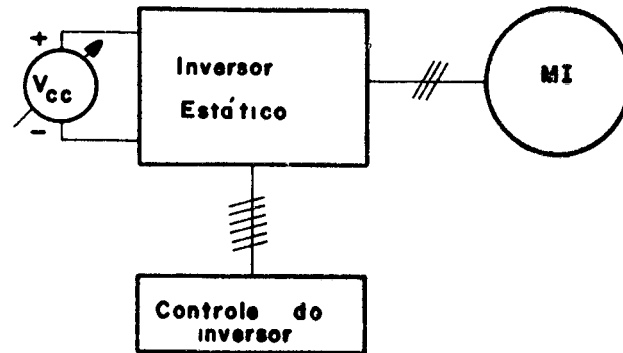 +
Vcc
-
Inversor
Estático
MI
Controle do
inversor